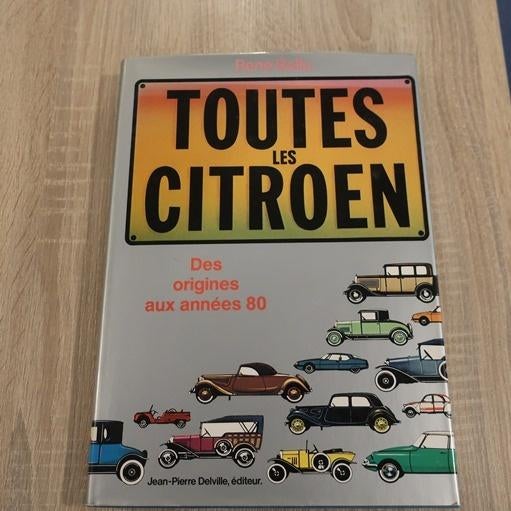 René Bellu
TOUTES
LES
CITROEN
Des
origines
aux années 80
Jean-Pierre Delville, éditeur.